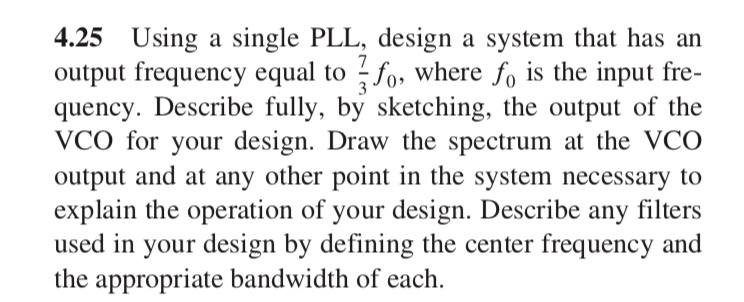 4.25 Using a single PLL, design a system that has an
output frequency equal to 7/3 f₀, where f₀ is the input fre-
quency. Describe fully, by sketching, the output of the
VCO for your design. Draw the spectrum at the VCO
output and at any other point in the system necessary to
explain the operation of your design. Describe any filters
used in your design by defining the center frequency and
the appropriate bandwidth of each.